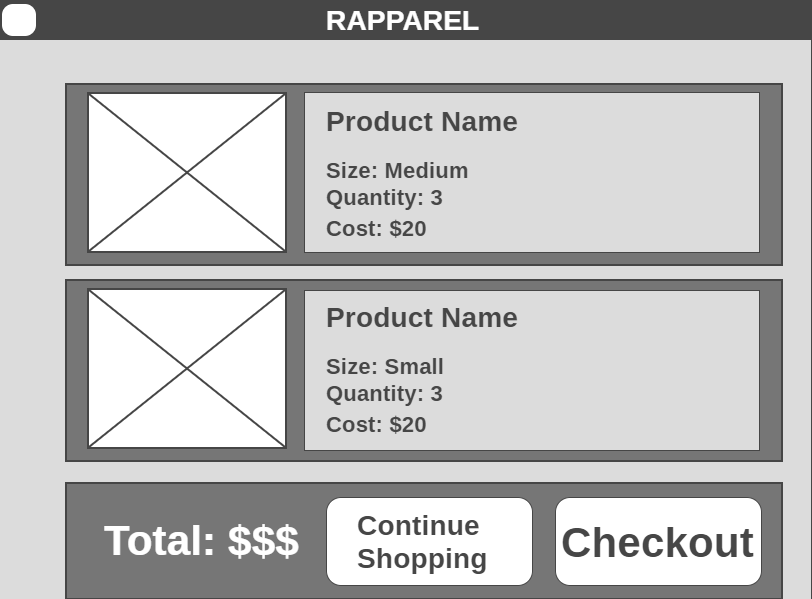 RAPPAREL
Product Name
Size: Medium
Quantity: 3
Cost: $20
Product Name
Size: Small
Quantity: 3
Cost: $20
Total: $$$
Continue
Shopping
Checkout